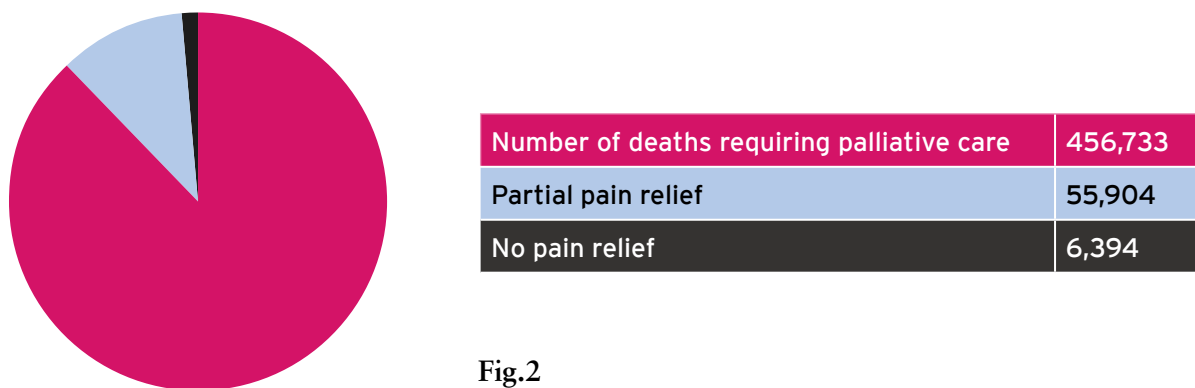 Number of deaths requiring palliative care 456,733
Partial pain relief 55,904
No pain relief 6,394
Fig.2